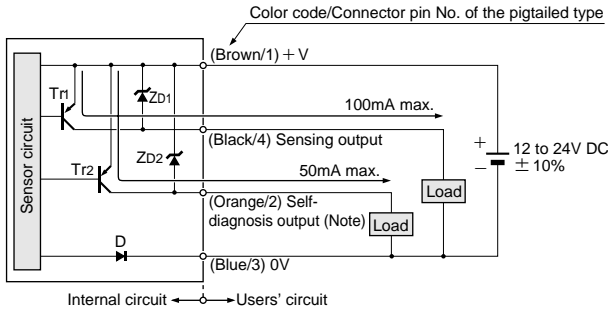 Color code/Connector pin No. of the pigtailed type
(Brown/1) +V
Tr1
ZD1
100mA max.
(Black/4) Sensing output
Sensor circuit
Tr2
ZD2
50mA max.
+
−
12 to 24V DC
± 10%
Load
(Orange/2) Self-
diagnosis output (Note)
Load
D
(Blue/3) 0V
Internal circuit
Users' circuit